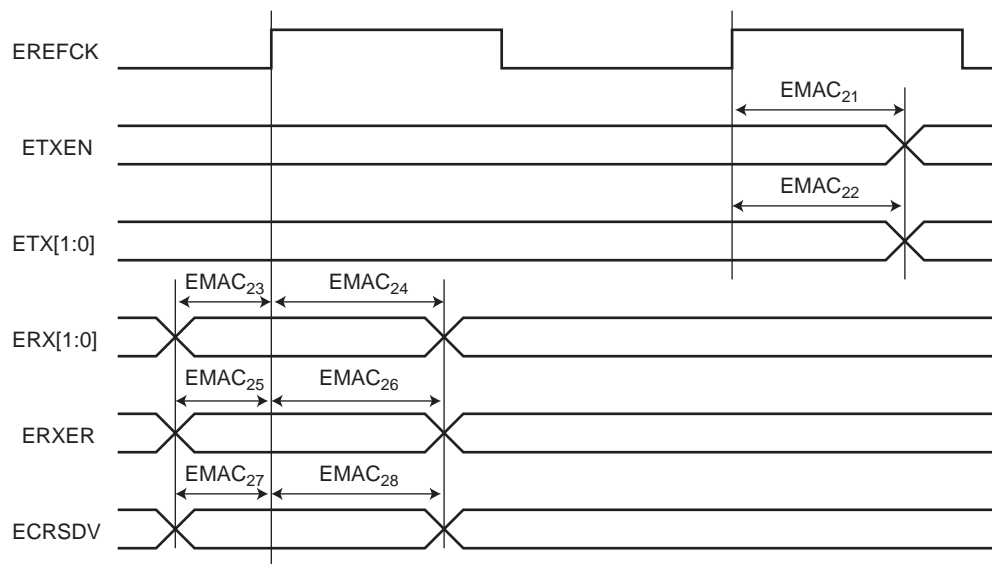 EREFCK
EMAC21
ETXEN
EMAC22
ETX[1:0]
EMAC23 EMAC24
ERX[1:0]
EMAC25 EMAC26
ERXER
EMAC27 EMAC28
ECRSDV